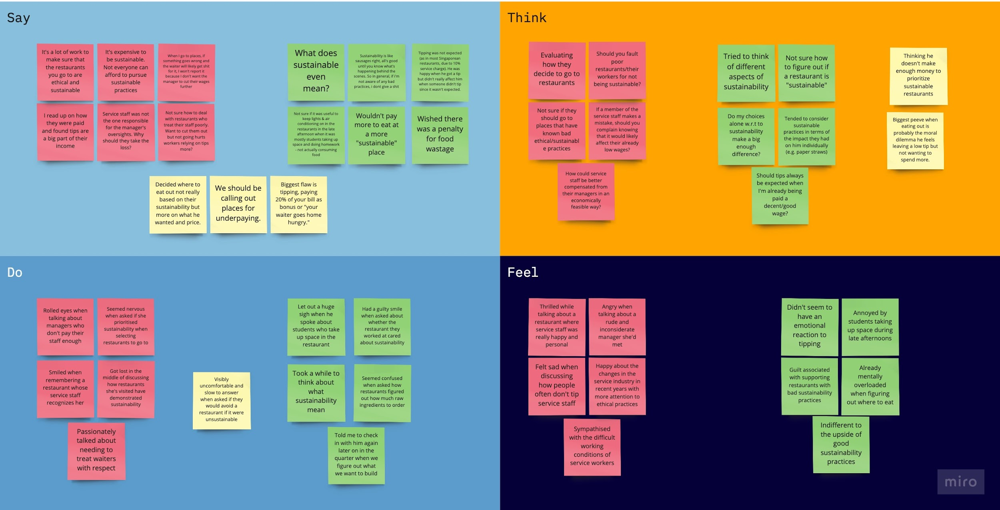 Say
It's a lot of work to
make sure that
the restaurants
you go to are
ethical and
sustainable
It's expensive to
be sustainable.
Not everyone can
afford to pursue
sustainable
practices
When I go to places, if
something goes wrong and
the waiter will likely get shit
for it, I won't report it
because I don't want the
manager to cut their wages
further
I read up on how
they were paid
and found tips are
a big part of their
income
Service staff was not
the one responsible
for the manager's
oversights. Why
should they take the
loss?
Not sure how to deal
with restaurants who
treat their staff poorly.
Want to cut them out
but not going hurts
workers relying on tips
more?
What does
sustainable
even
mean?
Sustainability is like
sausages right, all's good
until you know what's
happening behind the
scenes. So in general, if i'm
not aware of any bad
practices, i dont give a shit
Tipping was not expected
(as in most Singaporean
restaurants, due to 10%
service charge). He was
happy when he got a tip
but didn't really affect him
when someone didn't tip
since it wasn't expected.
Not sure if it was useful to
keep lights & air
conditioning on in the
restaurants in the late
afternoon when it was
mostly students taking up
space and doing homework
- not actually consuming
food
Wouldn't pay
more to eat at
a more
"sustainable"
place
Wished there
was a penalty
for food
wastage
Decided where to
eat out not really
based on their
sustainability but
more on what he
wanted and price.
We should be
calling out
places for
underpaying.
Biggest flaw is
tipping, paying
20% of your bill as
bonus or "your
waiter goes home
hungry."
Think
Evaluating
how they
decide to go to
restaurants
Should you fault
poor
restaurants/their
workers for not
being sustainable?
Not sure if they
should go to
places that have
known bad
ethical/sustainabl
e practices
If a member of the
service staff makes a
mistake, should you
complain knowing
that it would likely
affect their already
low wages?
How could service
staff be better
compensated from
their managers in an
economically
feasible way?
Tried to think
of different
aspects of
sustainability
Not sure how
to figure out if
a restaurant is
"sustainable"
Do my choices
alone w.r.t to
sustainability
make a big
enough
difference?
Tended to consider
sustainable
practices in terms of
the impact they had
on him individually
(e.g. paper straws)
Should tips always
be expected when
I'm already being
paid a
decent/good
wage?
Thinking he
doesn't make
enough money to
prioritize
sustainable
restaurants
Biggest peeve when
eating out is
probably the moral
dilemma he feels
leaving a low tip but
not wanting to
spend more.
Do
Rolled eyes when
talking about
managers who
don't pay their
staff enough
Seemed nervous
when asked if she
prioritised
sustainability when
selecting
restaurants to go to
Smiled when
remembering a
restaurant whose
service staff
recognizes her
Got lost in the
middle of discussing
how restaurants
she's visited have
demonstrated
sustainability
Passionately
talked about
needing to
treat waiters
with respect
Visibly
uncomfortable and
slow to answer
when asked if they
would avoid a
restaurant if it were
unsustainable
Let out a huge
sigh when he
spoke about
students who take
up space in the
restaurant
Had a guilty smile
when asked about
whether the
restaurant they
worked at cared
about sustainability
Took a while to
think about
what
sustainability
mean
Seemed confused
when asked how
restaurants figured
out how much raw
ingredients to order
Told me to check
in with him again
later on in the
quarter when we
figure out what
we want to build
Feel
Thrilled while
talking about a
restaurant where
service staff was
really happy and
personal
Angry when
talking about a
rude and
inconsiderate
manager she'd
met
Felt sad when
discussing
how people
often don't tip
service staff
Happy about the
changes in the
service industry in
recent years with
more attention to
ethical practices
Sympathised
with the difficult
working
conditions of
service workers
Didn't seem to
have an
emotional
reaction to
tipping
Annoyed by
students taking
up space during
late afternoons
Guilt associated
with supporting
restaurants with
bad sustainability
practices
Already
mentally
overloaded
when figuring
out where to eat
Indifferent to
the upside of
good
sustainability
practices
miro